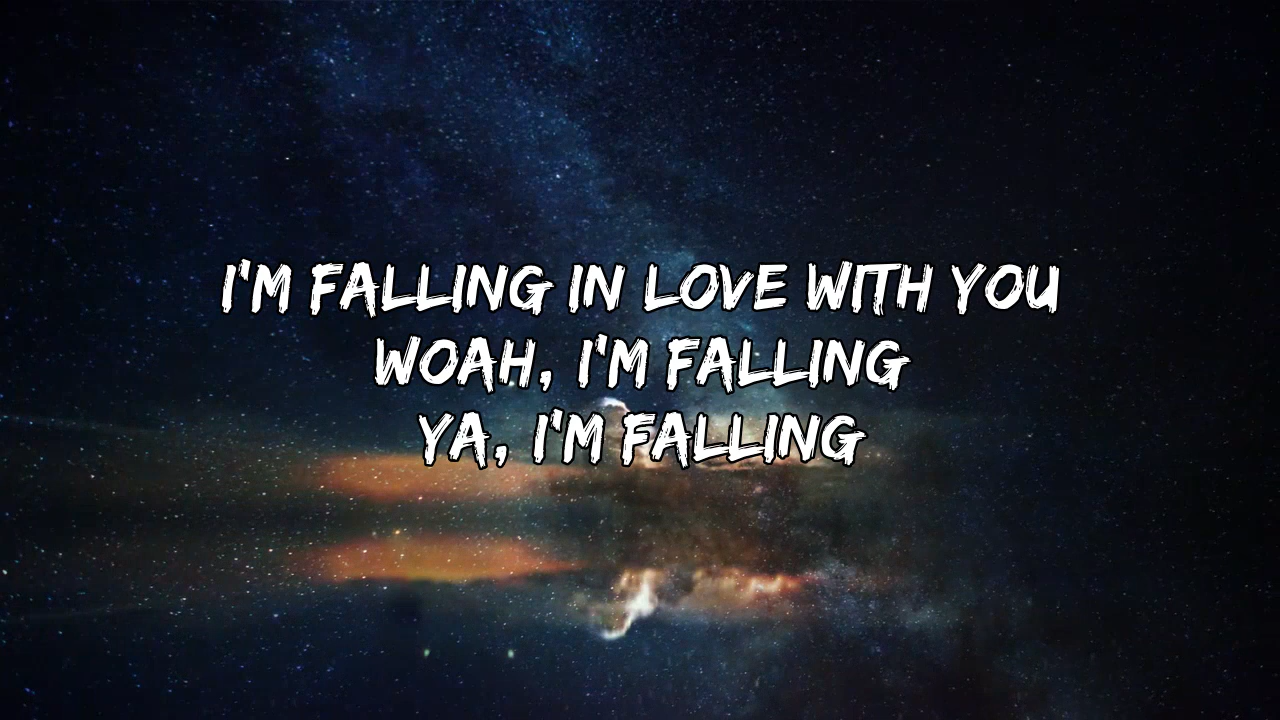 I'M FALLING IN LOVE WITH YOU
WOAH, I'M FALLING
YA, I'M FALLING